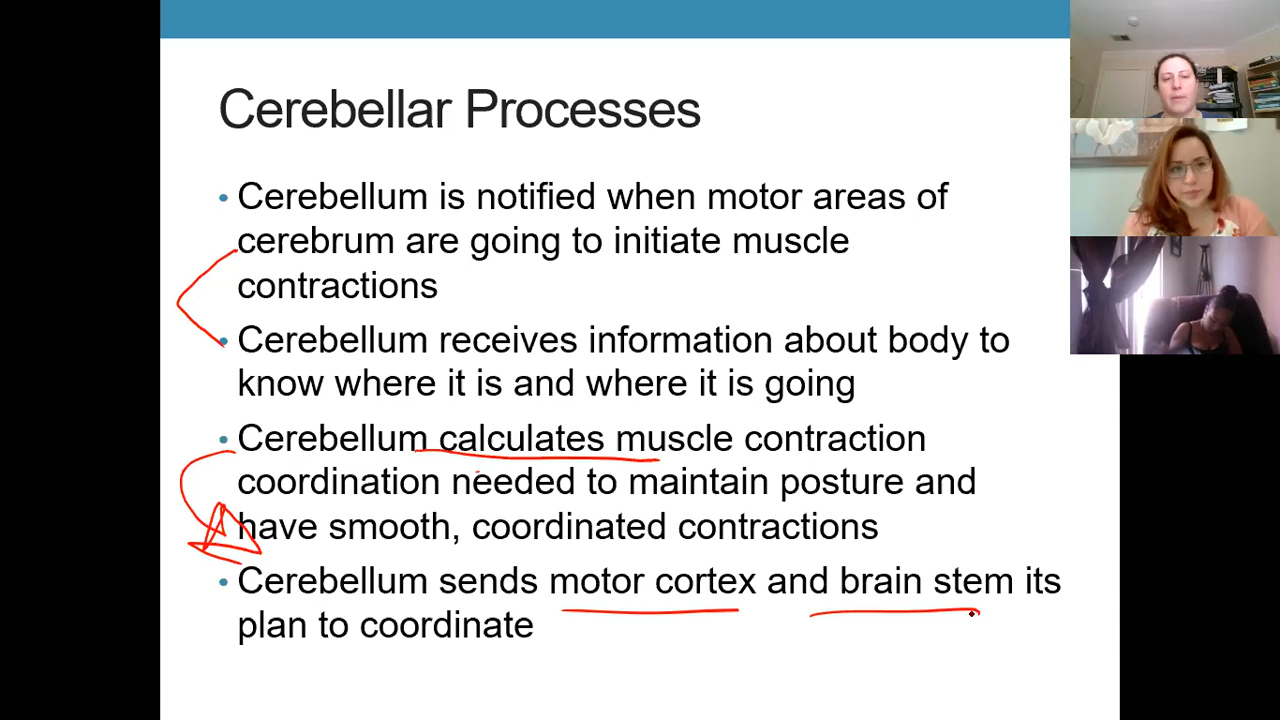 Cerebellar Processes
• Cerebellum is notified when motor areas of
cerebrum are going to initiate muscle
contractions
• Cerebellum receives information about body to
know where it is and where it is going
• Cerebellum calculates muscle contraction
coordination needed to maintain posture and
have smooth, coordinated contractions
• Cerebellum sends motor cortex and brain stem its
plan to coordinate